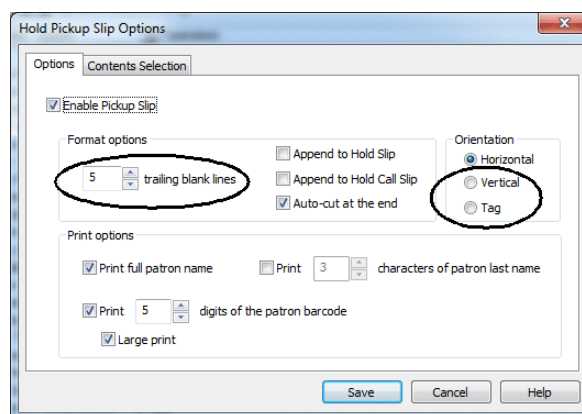 Hold Pickup Slip Options
Options Contents Selection
Enable Pickup Slip
Format options
5 trailing blank lines
Append to Hold Slip
Append to Hold Call Slip
Auto-cut at the end
Orientation
Horizontal
Vertical
Tag
Print options
Print full patron name Print 3 characters of patron last name
Print 5 digits of the patron barcode
Large print
Save Cancel Help